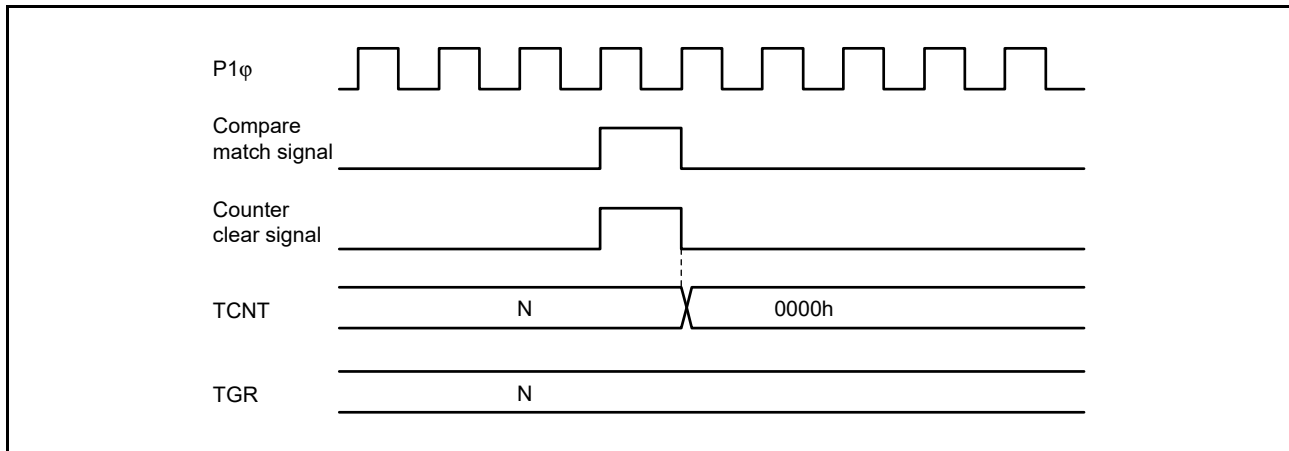 P1φ
Compare
match signal
Counter
clear signal
TCNT
N
0000h
TGR
N